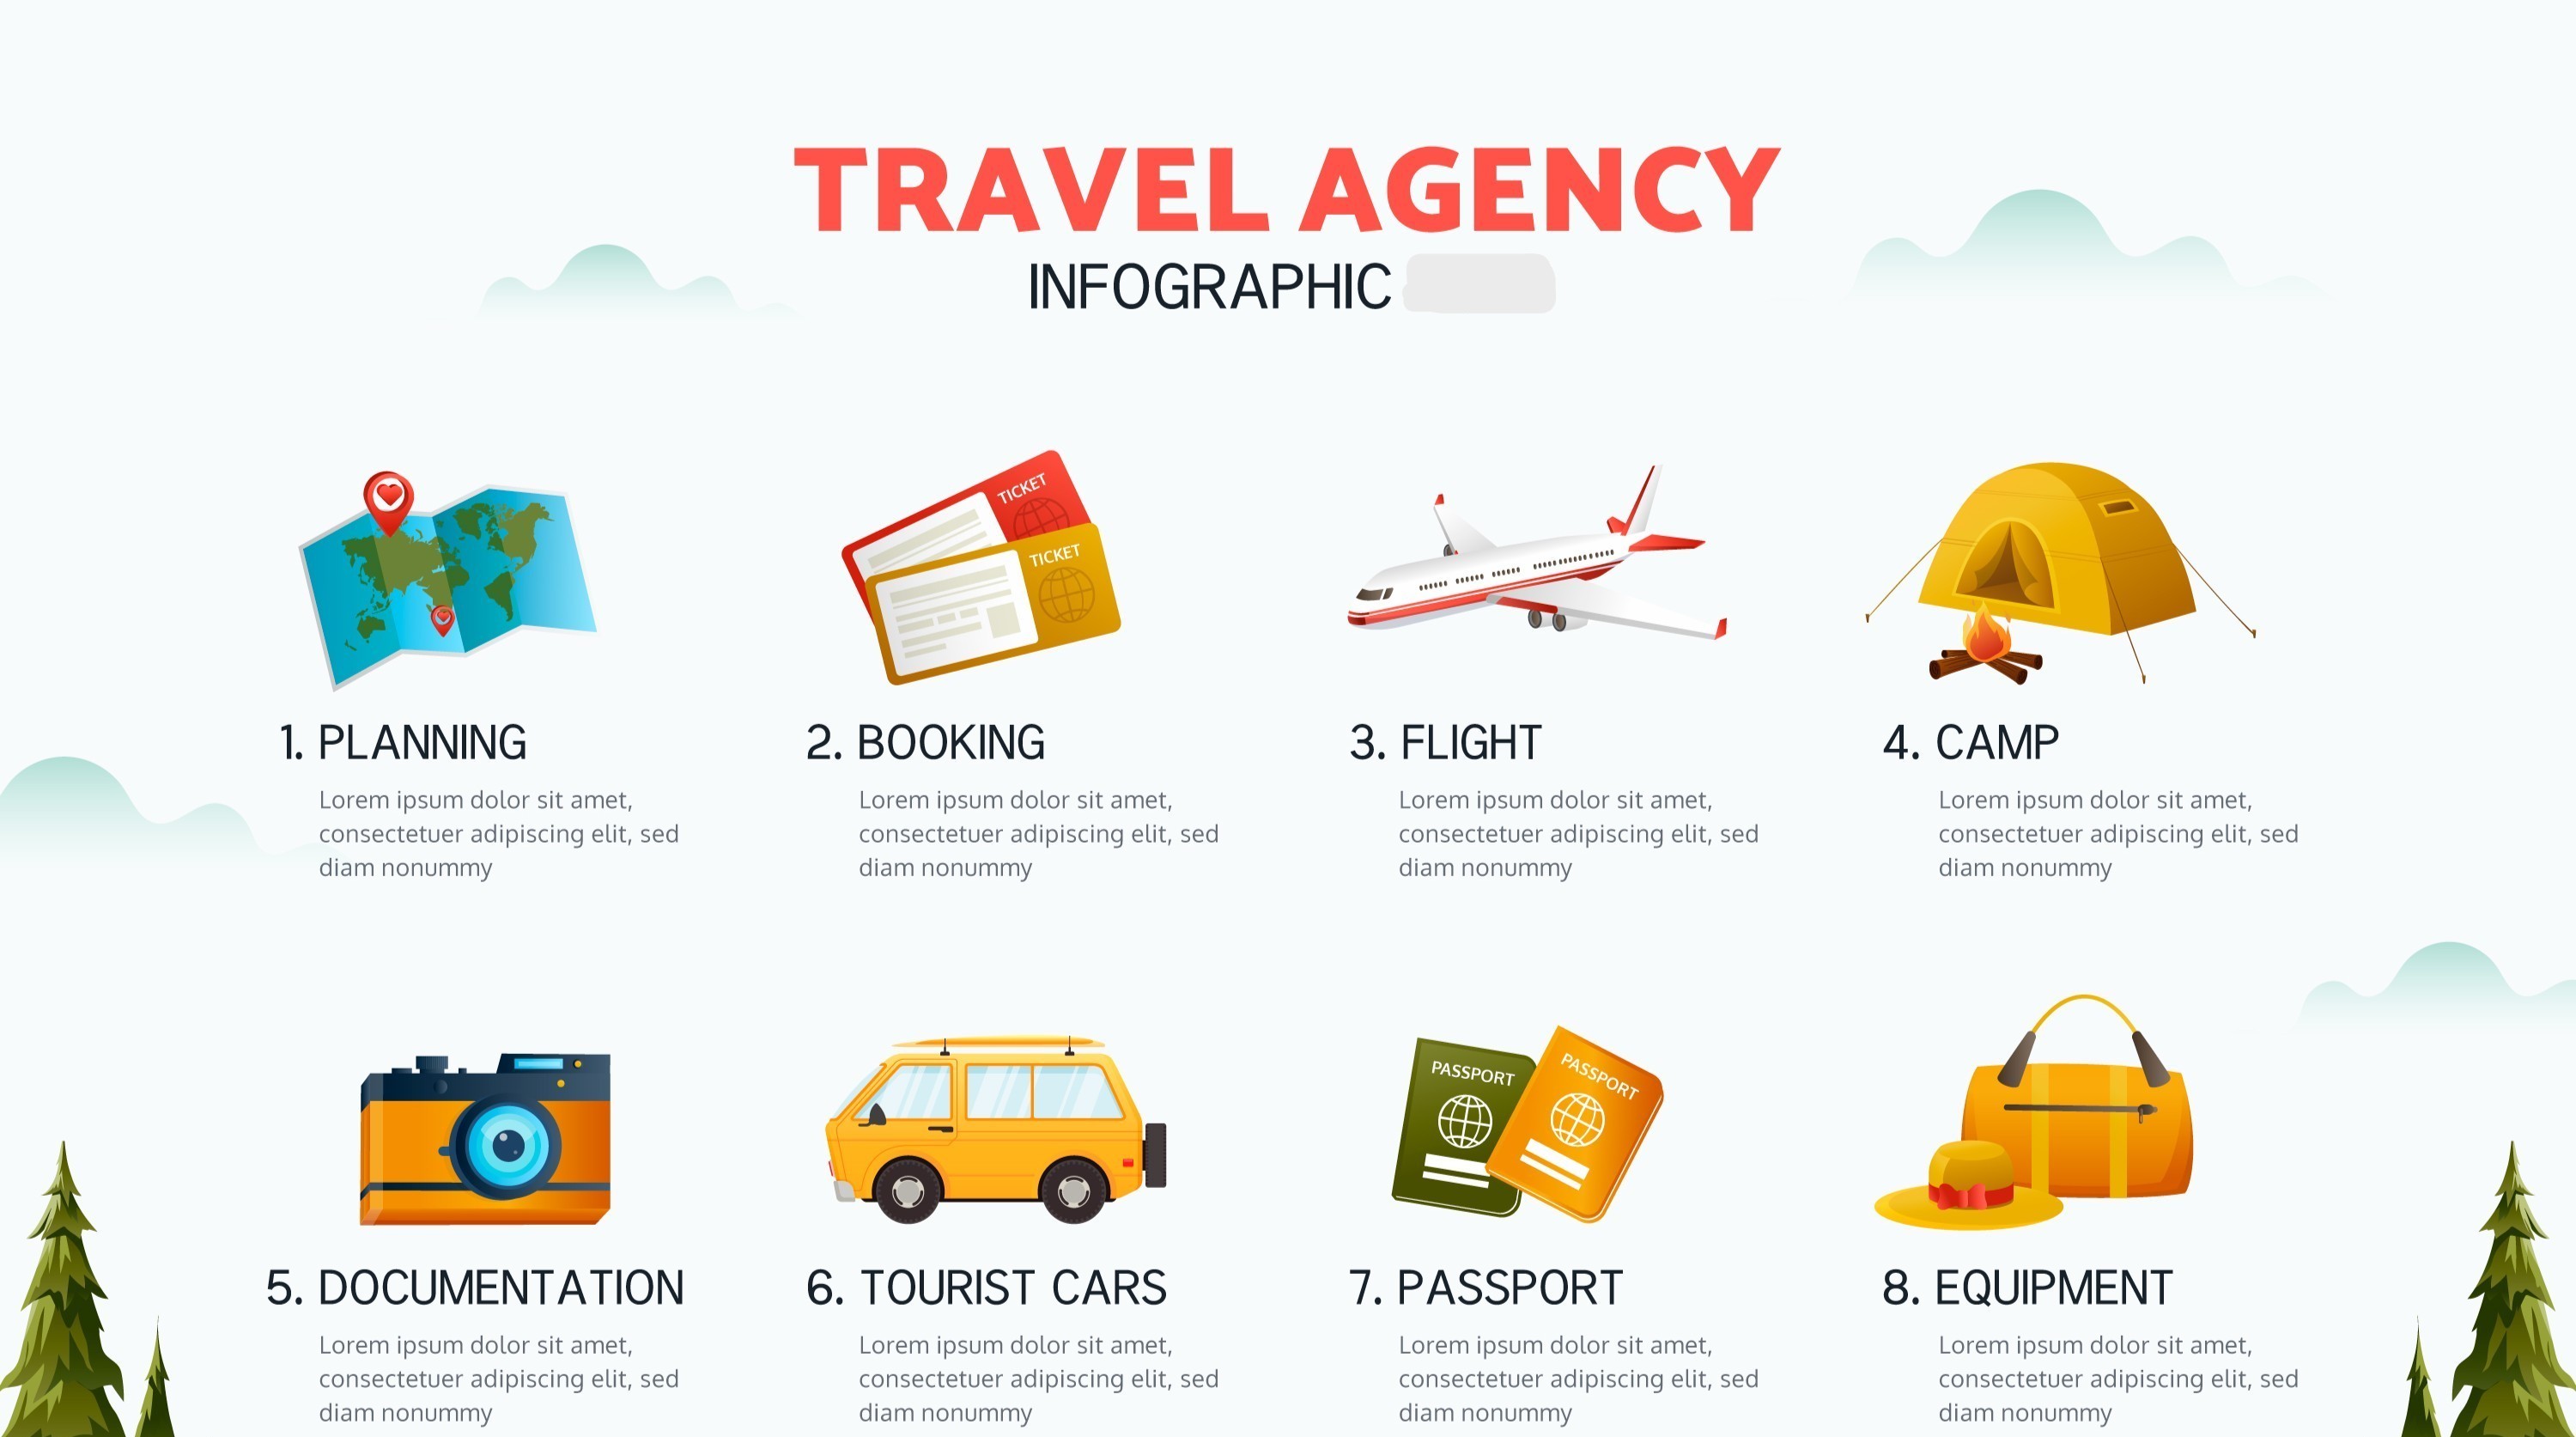 TRAVEL AGENCY
INFOGRAPHIC
TICKET
TICKET
1. PLANNING
Lorem ipsum dolor sit amet,
consectetuer adipiscing elit, sed
diam nonummy
2. BOOKING
Lorem ipsum dolor sit amet,
consectetuer adipiscing elit, sed
diam nonummy
3. FLIGHT
Lorem ipsum dolor sit amet,
consectetuer adipiscing elit, sed
diam nonummy
4. CAMP
Lorem ipsum dolor sit amet,
consectetuer adipiscing elit, sed
diam nonummy
PASSPORT
PASSPORT
5. DOCUMENTATION
Lorem ipsum dolor sit amet,
consectetuer adipiscing elit, sed
diam nonummy
6. TOURIST CARS
Lorem ipsum dolor sit amet,
consectetuer adipiscing elit, sed
diam nonummy
7. PASSPORT
Lorem ipsum dolor sit amet,
consectetuer adipiscing elit, sed
diam nonummy
8. EQUIPMENT
Lorem ipsum dolor sit amet,
consectetuer adipiscing elit, sed
diam nonummy